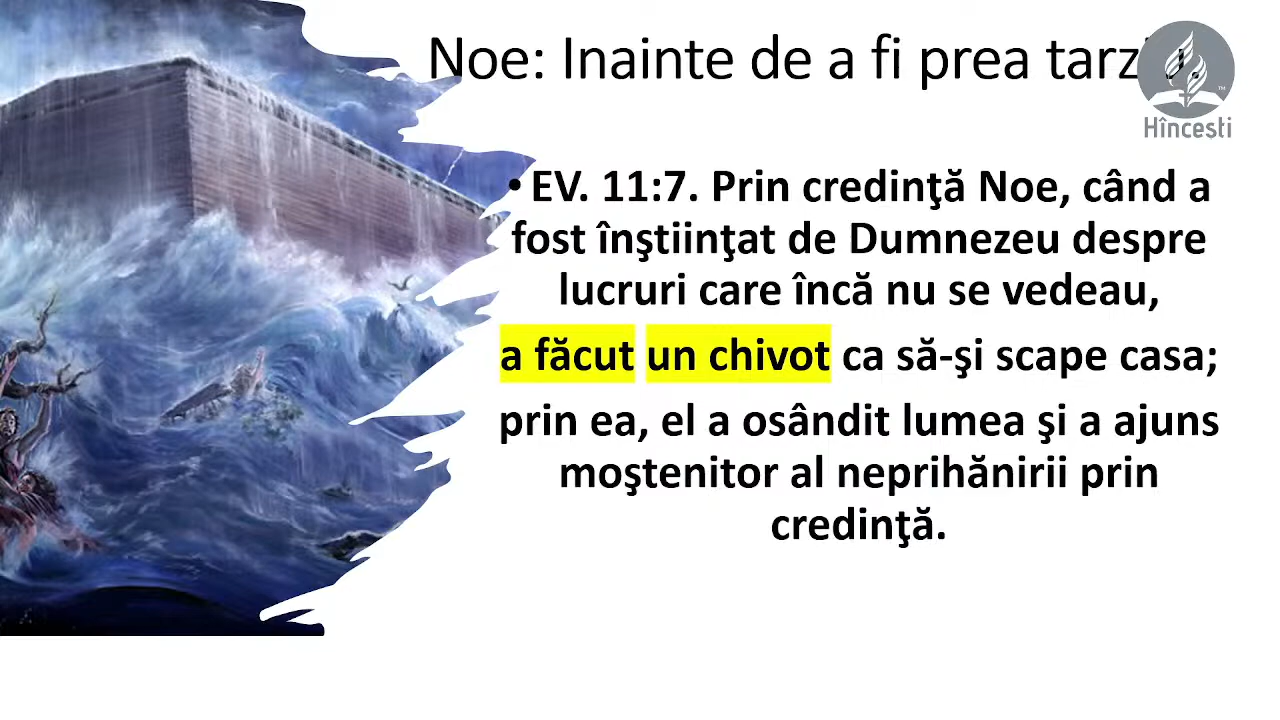 Noe: Inainte de a fi prea tarziu.
Hîncești
• EV. 11:7. Prin credinţă Noe, când a
fost înştiinţat de Dumnezeu despre
lucruri care încă nu se vedeau,
a făcut un chivot ca să-şi scape casa;
prin ea, el a osândit lumea şi a ajuns
moştenitor al neprihănirii prin
credinţă.